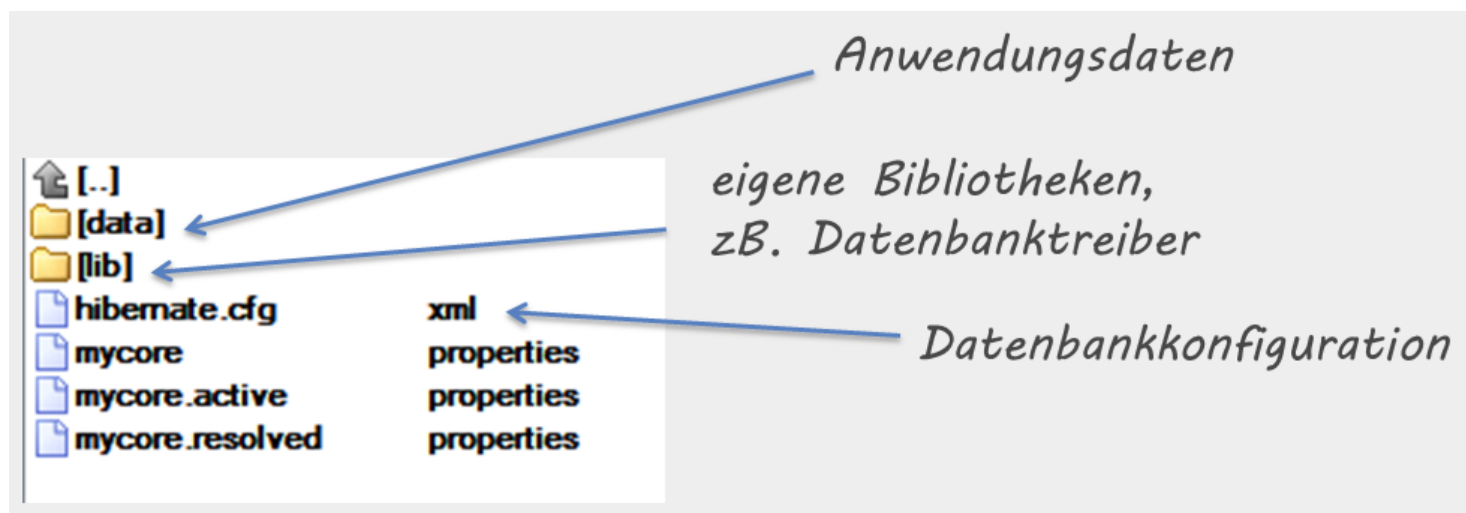 Anwendungsdaten
[..]
[data]
[lib]
hibernate.cfg xml
mycore properties
mycore.active properties
mycore.resolved properties
eigene Bibliotheken,
zB. Datenbanktreiber
Datenbankkonfiguration